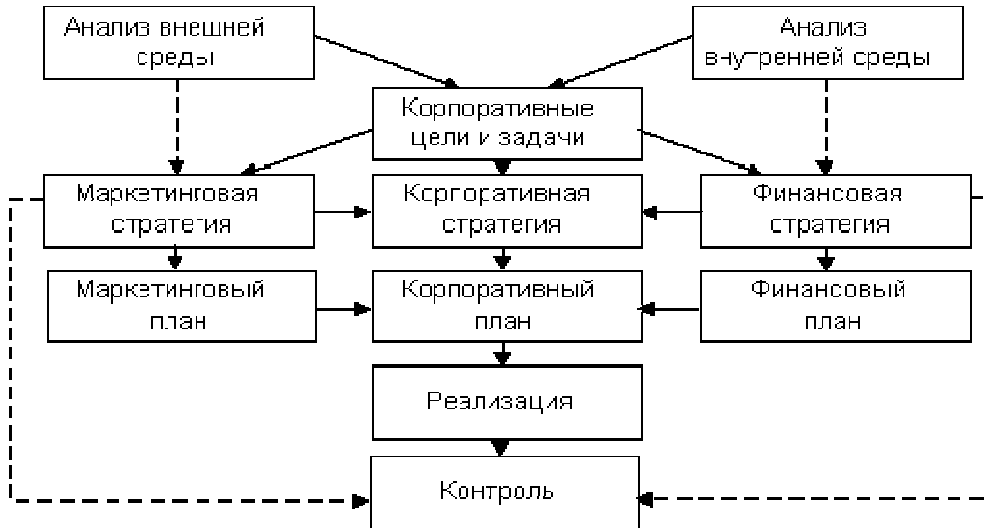 Анализ внешней
среды
Анализ
внутренней среды
Корпоративные
цели и задачи
Маркетинговая
стратегия
Корпоративная
стратегия
Финансовая
стратегия
Маркетинговый
план
Корпоративный
план
Финансовый
план
Реализация
Контроль